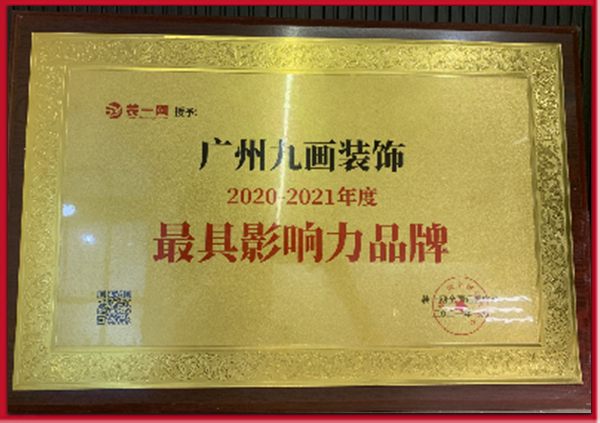 装一网 授予:
广州九画装饰
2020-2021年度
最具影响力品牌